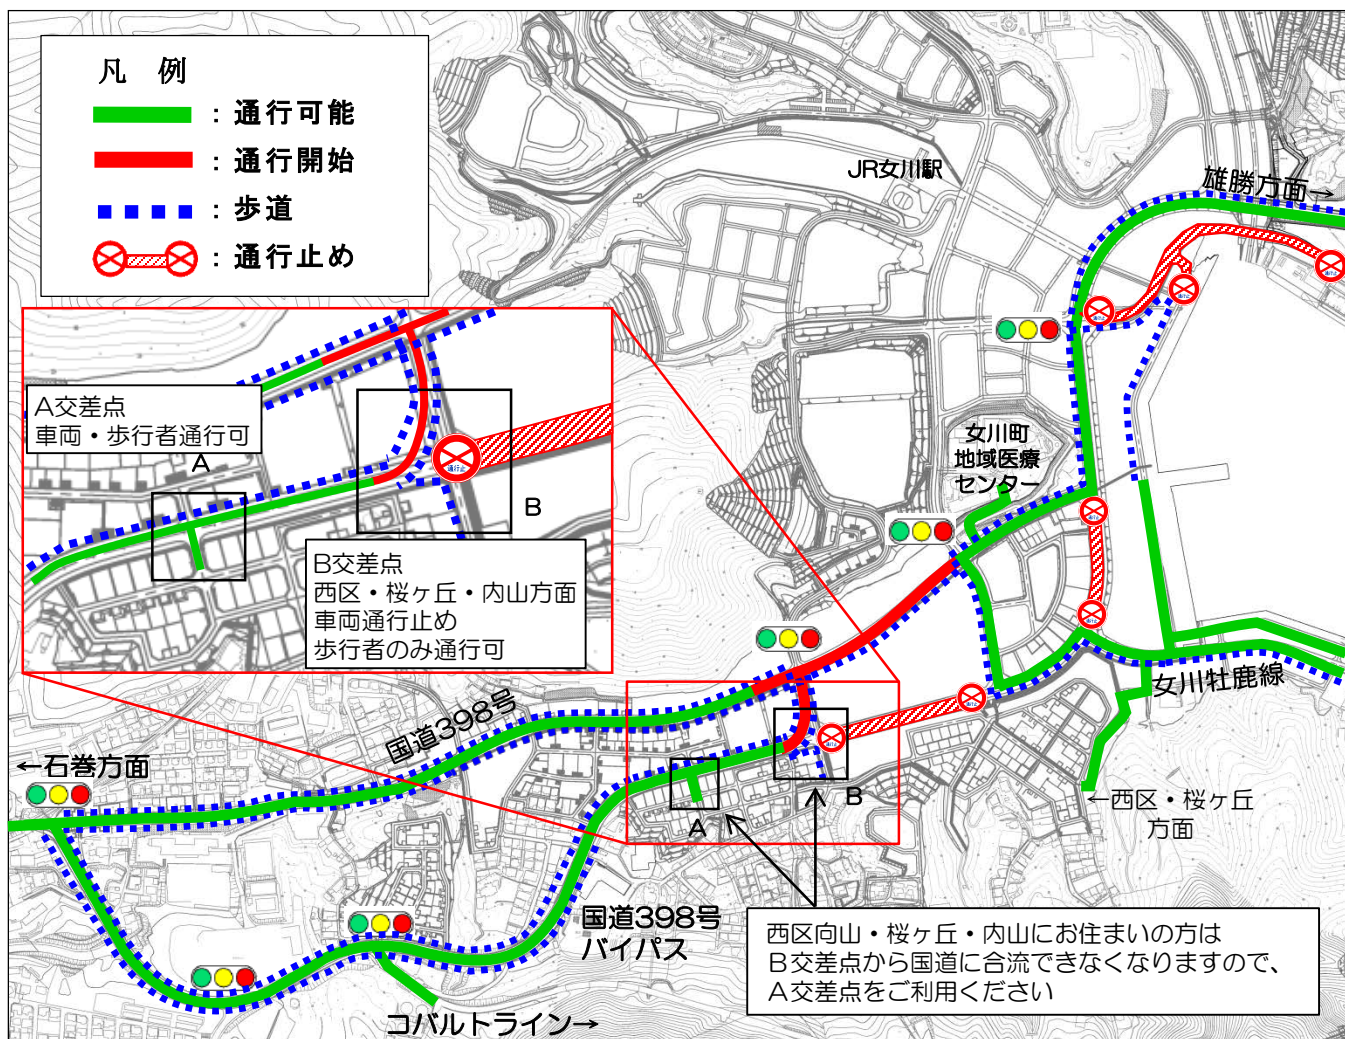 凡　例
：通行可能
：通行開始
：歩道
：通行止め
JR女川駅
雄勝方面→
A交差点
車両・歩行者通行可
A
B
B交差点
西区・桜ヶ丘・内山方面
車両通行止め
歩行者のみ通行可
女川町
地域医療
センター
国道398号
←石巻方面
女川牡鹿線
←西区・桜ヶ丘
方面
A
B
国道398号
バイパス
コバルトライン→
西区向山・桜ヶ丘・内山にお住まいの方は
B交差点から国道に合流できなくなりますので、
A交差点をご利用ください
通行止